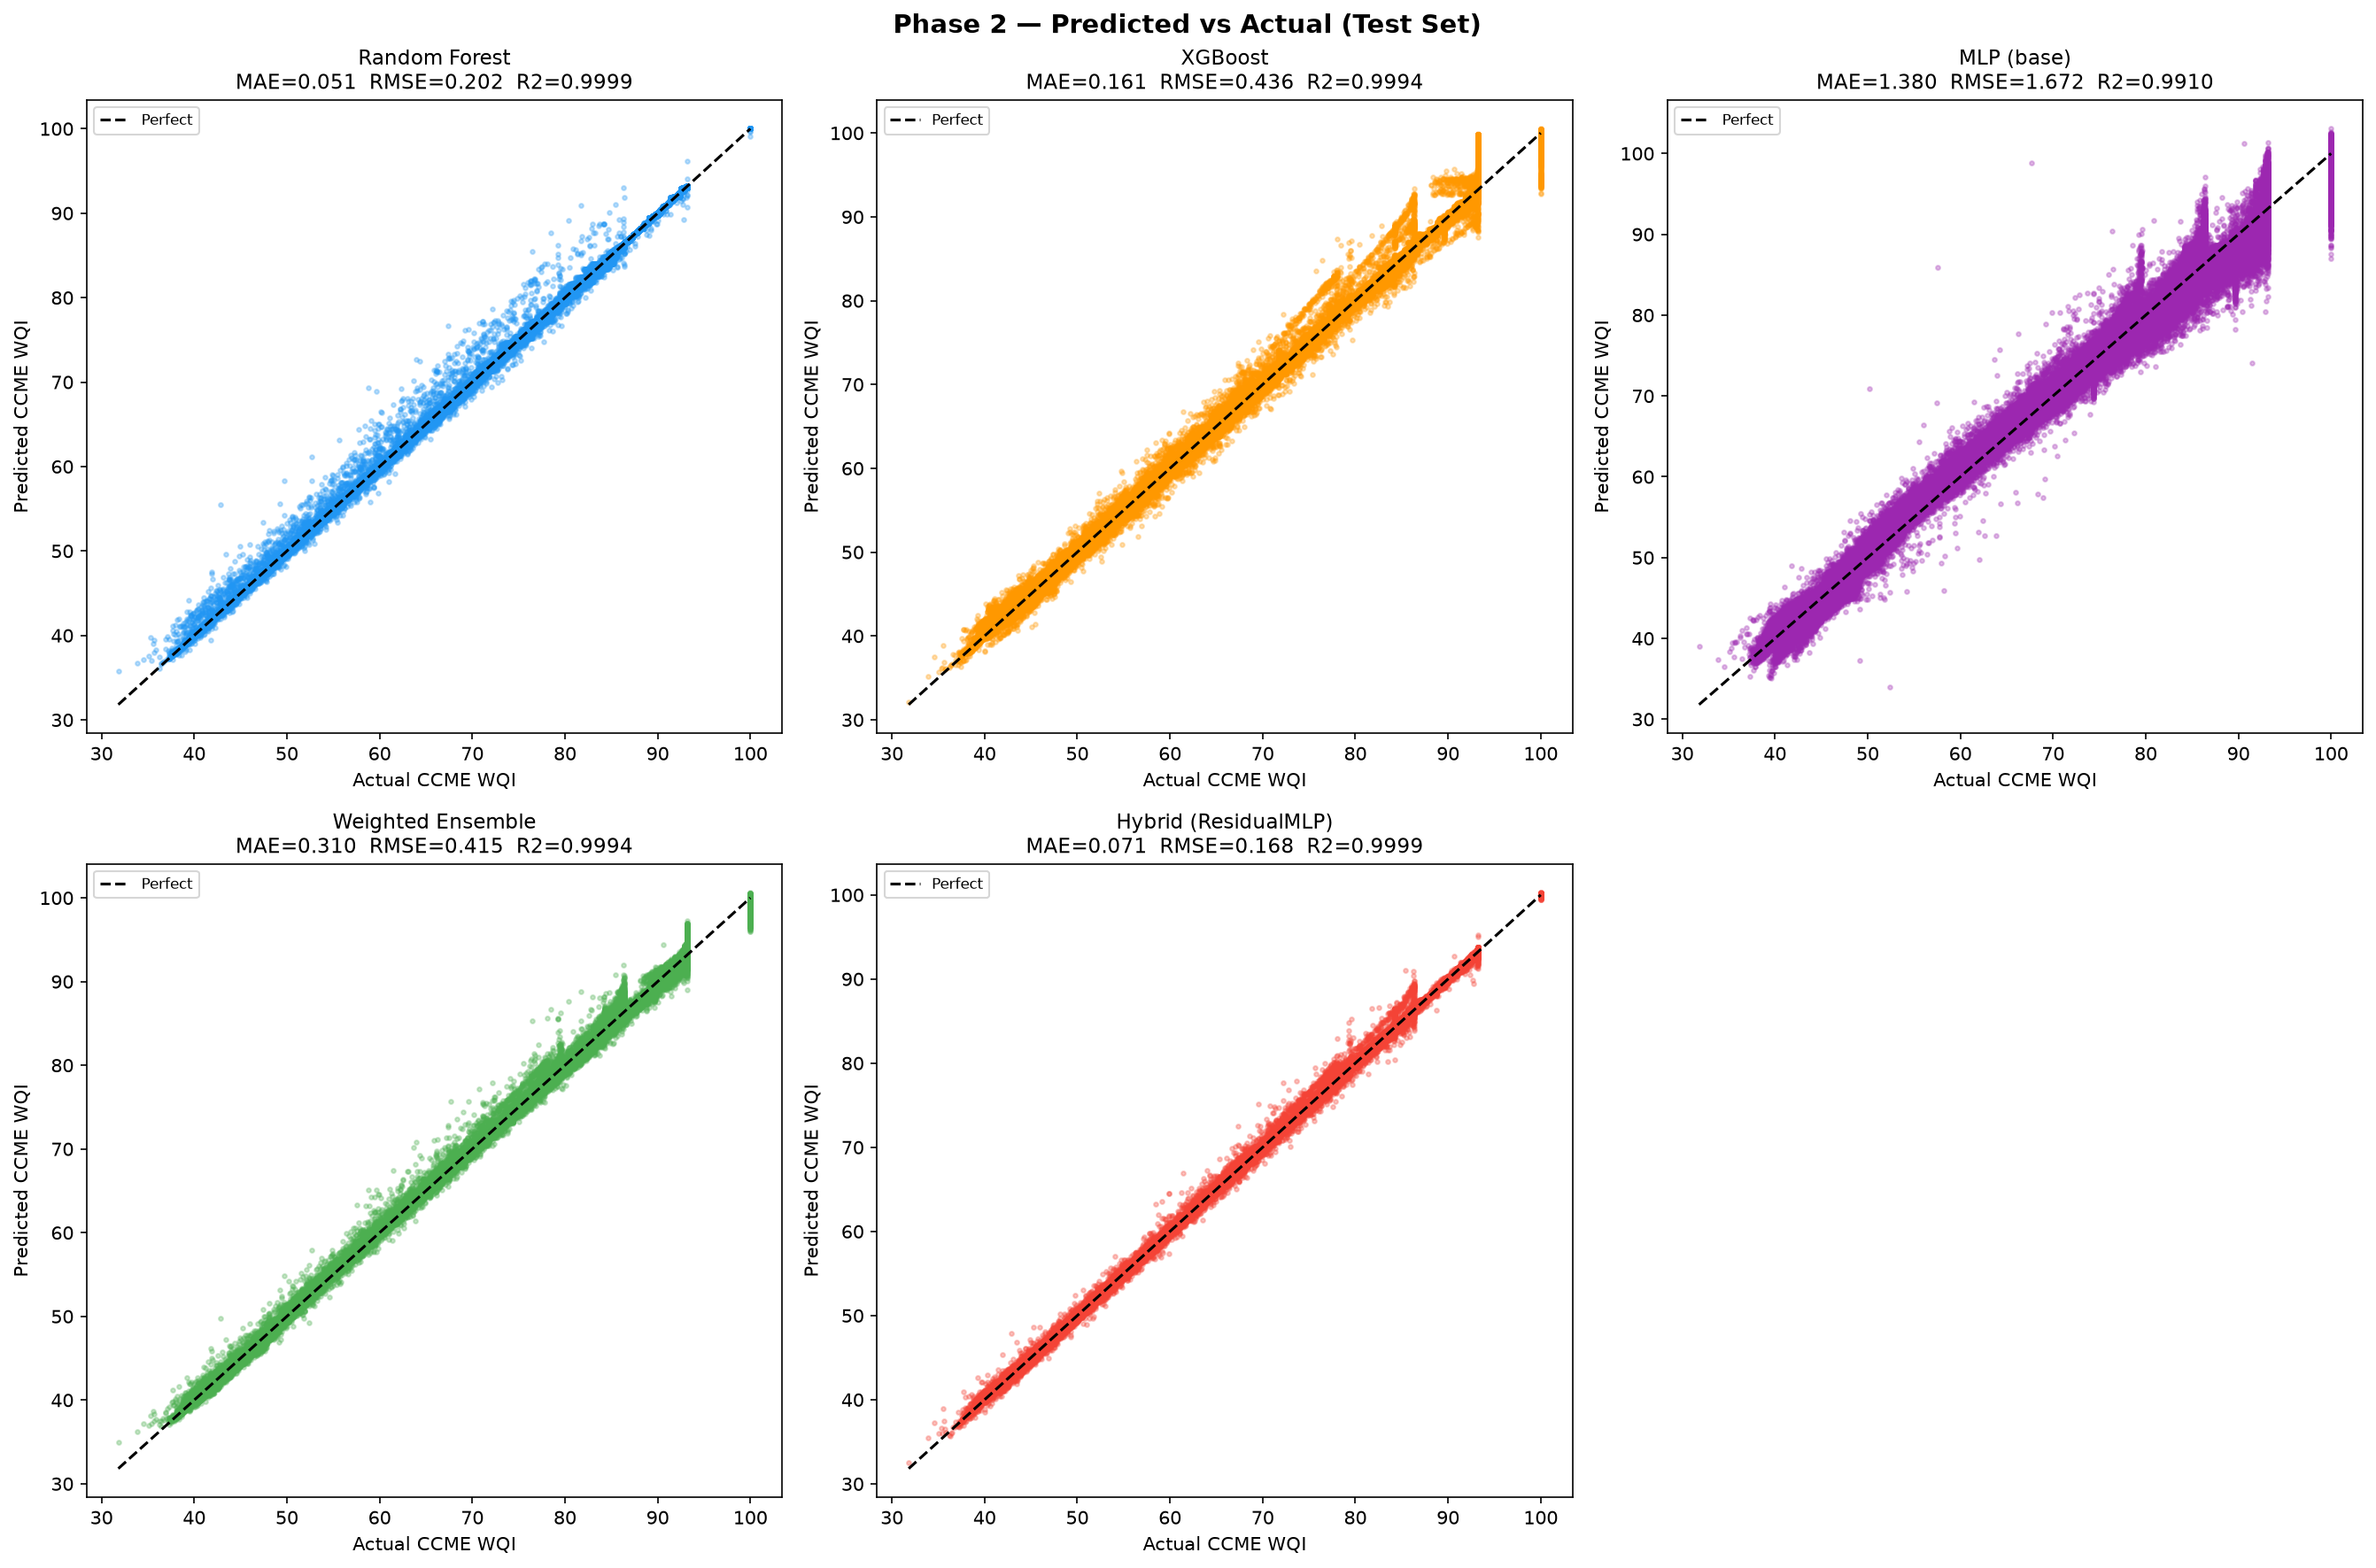 Phase 2 — Predicted vs Actual (Test Set)
Random Forest
MAE=0.051  RMSE=0.202  R2=0.9999
Perfect
100
90
80
70
60
50
40
30
Predicted CCME WQI
30 40 50 60 70 80 90 100
Actual CCME WQI
XGBoost
MAE=0.161  RMSE=0.436  R2=0.9994
Perfect
100
90
80
70
60
50
40
30
Predicted CCME WQI
30 40 50 60 70 80 90 100
Actual CCME WQI
MLP (base)
MAE=1.380  RMSE=1.672  R2=0.9910
Perfect
100
90
80
70
60
50
40
30
Predicted CCME WQI
30 40 50 60 70 80 90 100
Actual CCME WQI
Weighted Ensemble
MAE=0.310  RMSE=0.415  R2=0.9994
Perfect
100
90
80
70
60
50
40
30
Predicted CCME WQI
30 40 50 60 70 80 90 100
Actual CCME WQI
Hybrid (ResidualMLP)
MAE=0.071  RMSE=0.168  R2=0.9999
Perfect
100
90
80
70
60
50
40
30
Predicted CCME WQI
30 40 50 60 70 80 90 100
Actual CCME WQI